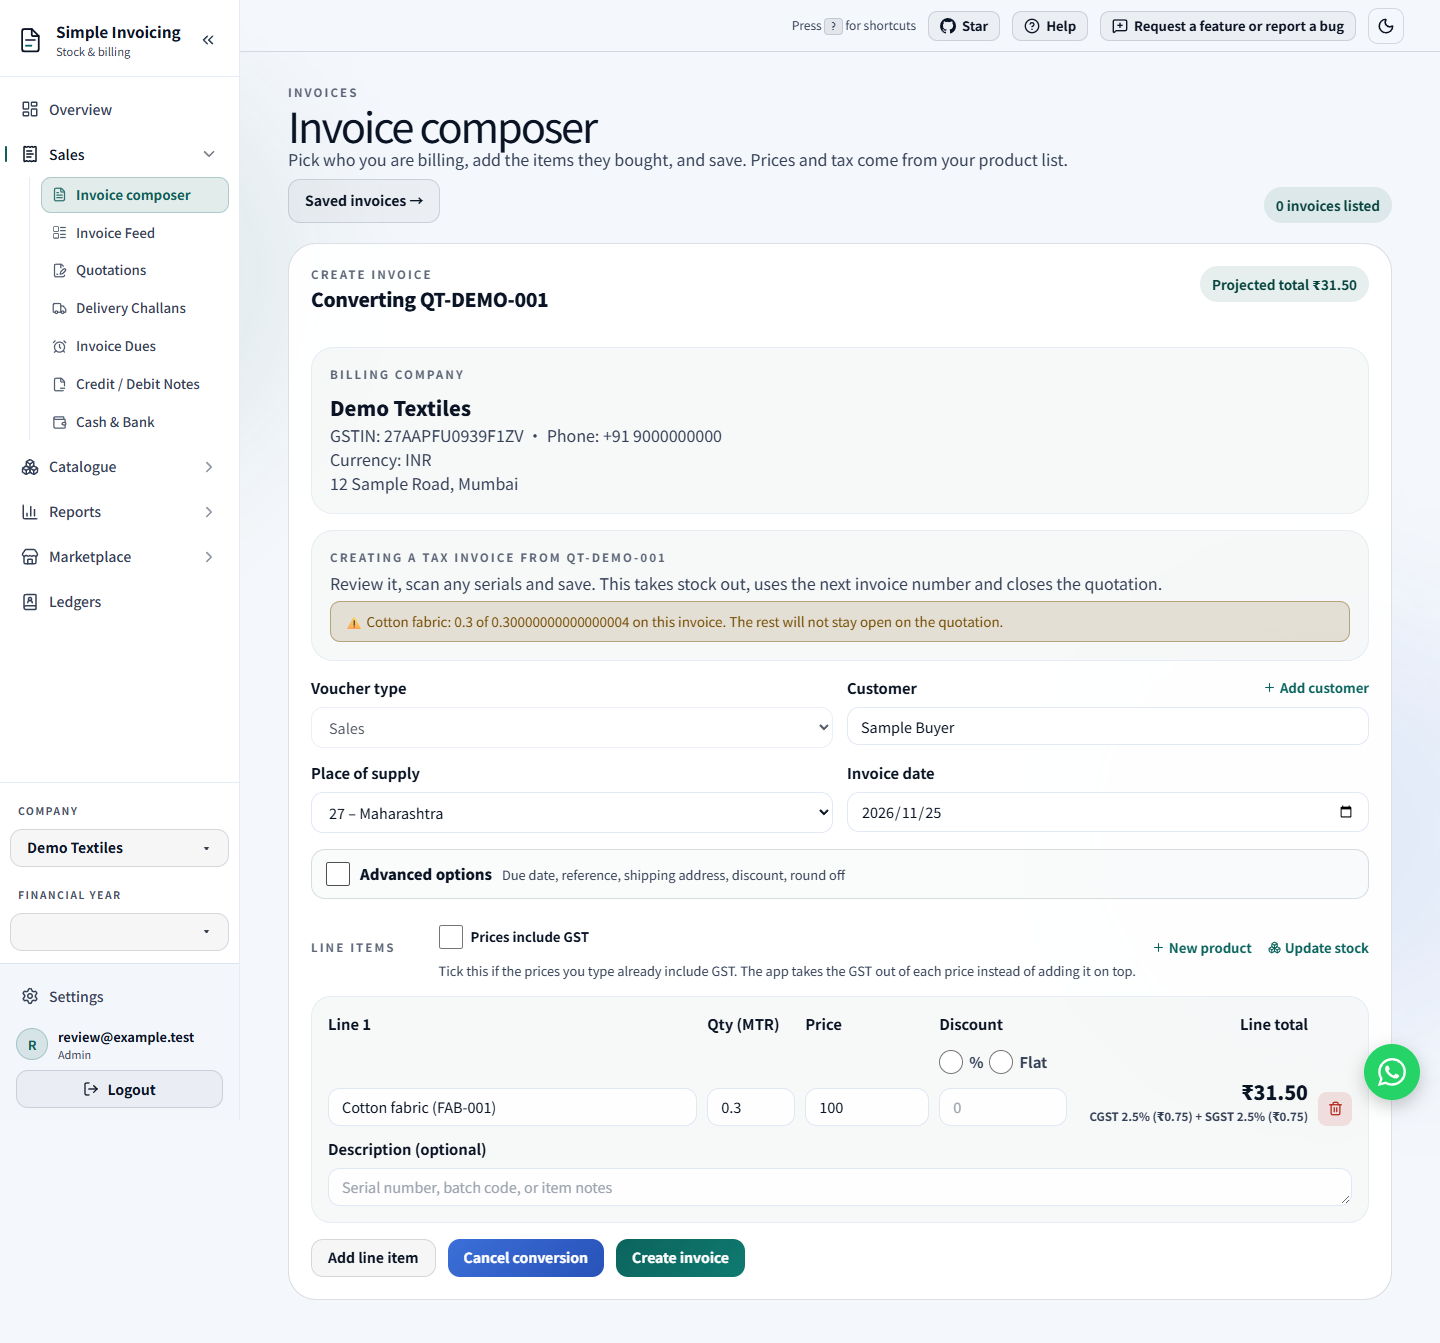 Simple Invoicing
Stock & billing
Press ? for shortcuts
Star
Help
Request a feature or report a bug
Overview
Sales
Invoice composer
Invoice Feed
Quotations
Delivery Challans
Invoice Dues
Credit / Debit Notes
Cash & Bank
Catalogue
Reports
Marketplace
Ledgers
COMPANY
Demo Textiles
FINANCIAL YEAR
Settings
R
review@example.test
Admin
Logout
INVOICES
Invoice composer
Pick who you are billing, add the items they bought, and save. Prices and tax come from your product list.
Saved invoices →
0 invoices listed
CREATE INVOICE
Converting QT-DEMO-001
Projected total ₹31.50
BILLING COMPANY
Demo Textiles
GSTIN: 27AAPFU0939F1ZV • Phone: +91 9000000000
Currency: INR
12 Sample Road, Mumbai
CREATING A TAX INVOICE FROM QT-DEMO-001
Review it, scan any serials and save. This takes stock out, uses the next invoice number and closes the quotation.
⚠ Cotton fabric: 0.3 of 0.30000000000000004 on this invoice. The rest will not stay open on the quotation.
Voucher type
Customer
+ Add customer
Sales
Sample Buyer
Place of supply
Invoice date
27 – Maharashtra
2026/11/25
Advanced options Due date, reference, shipping address, discount, round off
LINE ITEMS
Prices include GST
Tick this if the prices you type already include GST. The app takes the GST out of each price instead of adding it on top.
+ New product
Update stock
Line 1
Qty (MTR)
Price
Discount
Line total
% Flat
Cotton fabric (FAB-001)
0.3
100
0
₹31.50
CGST 2.5% (₹0.75) + SGST 2.5% (₹0.75)
Description (optional)
Serial number, batch code, or item notes
Add line item
Cancel conversion
Create invoice